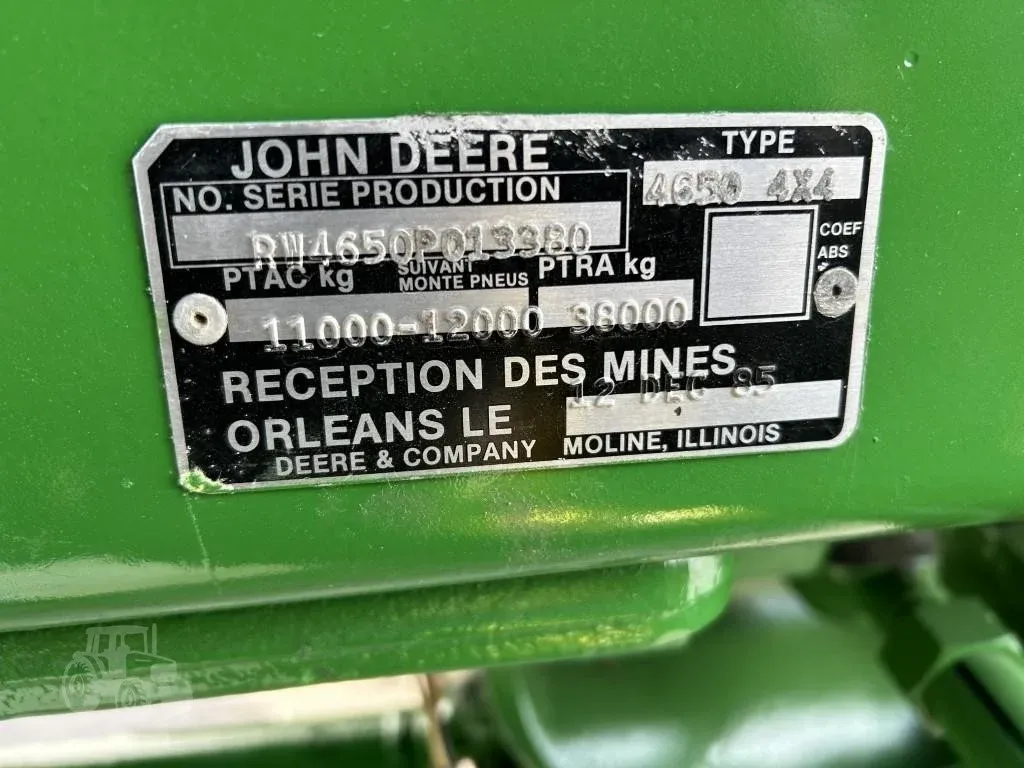 JOHN DEERE
TYPE
NO. SERIE PRODUCTION
4650 4X4
RW4650P013380
COEF
ABS
PTAC kg
SUIVANT
MONTE PNEUS
PTRA kg
11000-12000
38000
RECEPTION DES MINES
12 DEC 85
ORLEANS LE
DEERE & COMPANY
MOLINE, ILLINOIS